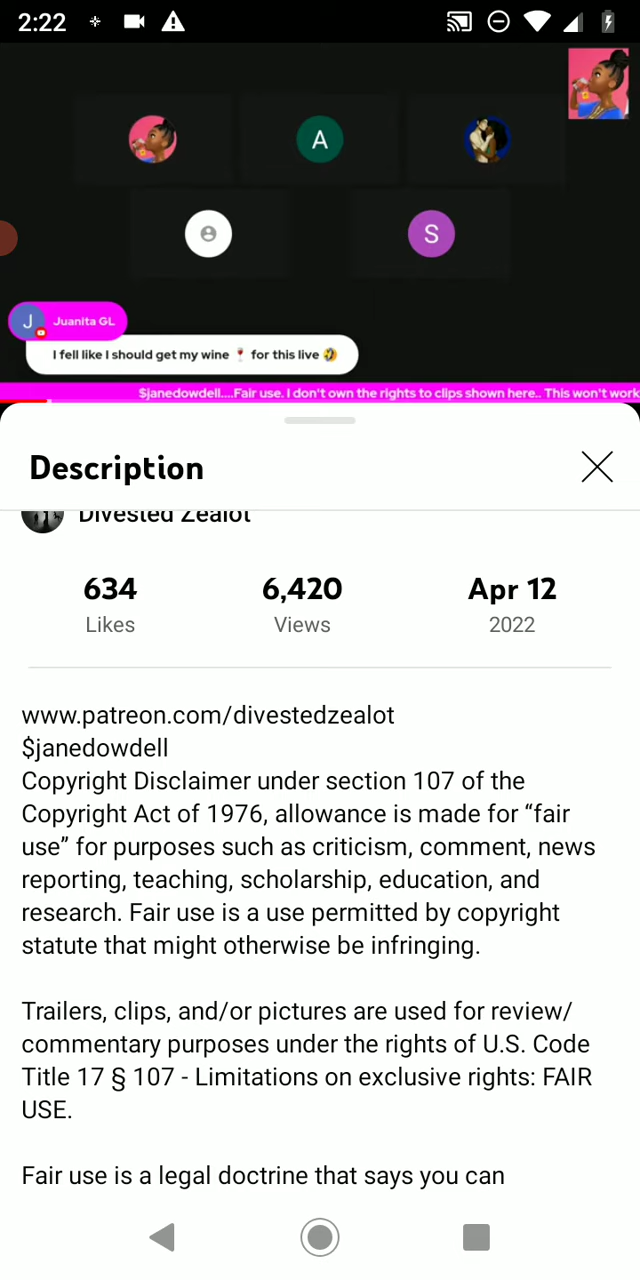 2:22
A
S
J Juanita GL
I fell like I should get my wine 🍷 for this live 🤣
$janedowdell....Fair use. I don't own the rights to clips shown here.. This won't work
Description
Divested Zealot
634 6,420 Apr 12
Likes Views 2022
www.patreon.com/divestedzealot
$janedowdell
Copyright Disclaimer under section 107 of the
Copyright Act of 1976, allowance is made for “fair
use” for purposes such as criticism, comment, news
reporting, teaching, scholarship, education, and
research. Fair use is a use permitted by copyright
statute that might otherwise be infringing.
Trailers, clips, and/or pictures are used for review/
commentary purposes under the rights of U.S. Code
Title 17 § 107 - Limitations on exclusive rights: FAIR
USE.
Fair use is a legal doctrine that says you can